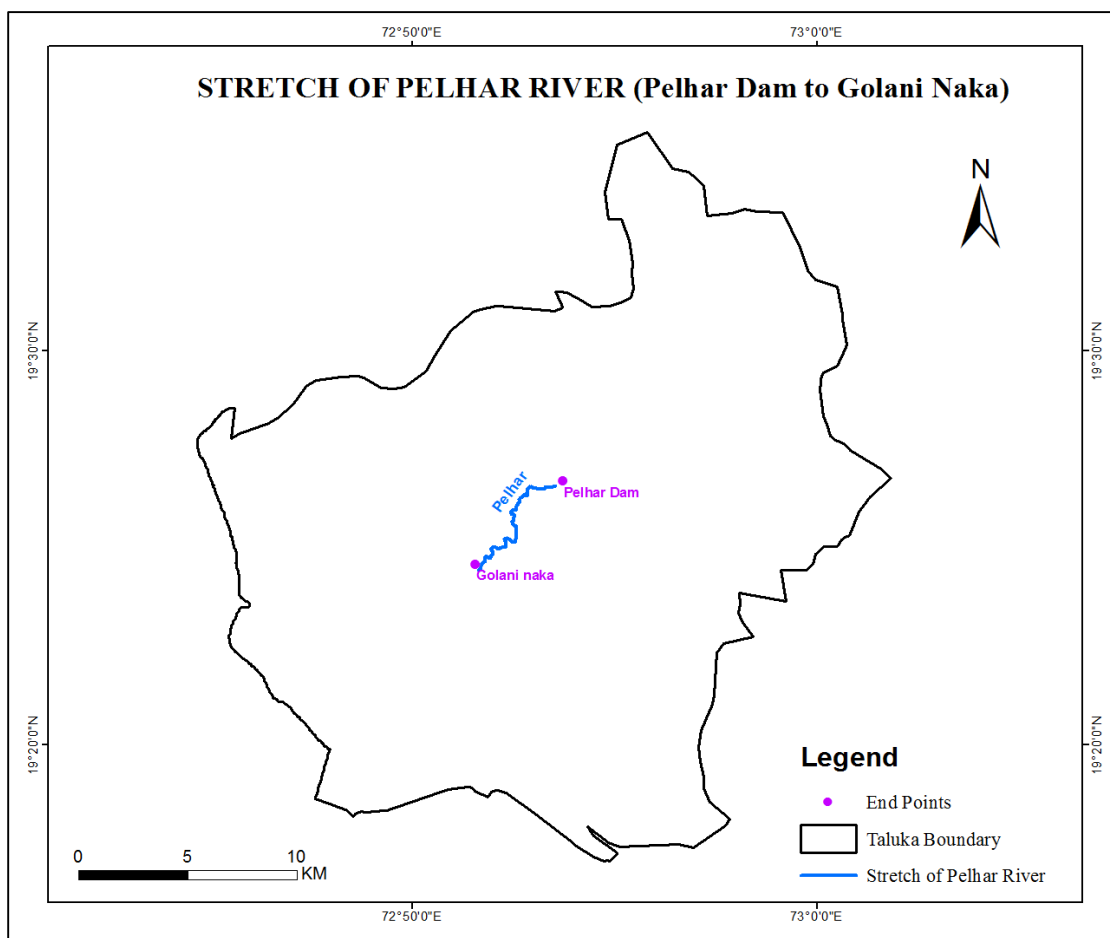 72°50'0"E
73°0'0"E
STRETCH OF PELHAR RIVER (Pelhar Dam to Golani Naka)
N
19°30'0"N
19°30'0"N
Pelhar
Pelhar Dam
Golani naka
19°20'0"N
19°20'0"N
Legend
End Points
Taluka Boundary
Stretch of Pelhar River
0 5 10
KM
72°50'0"E
73°0'0"E